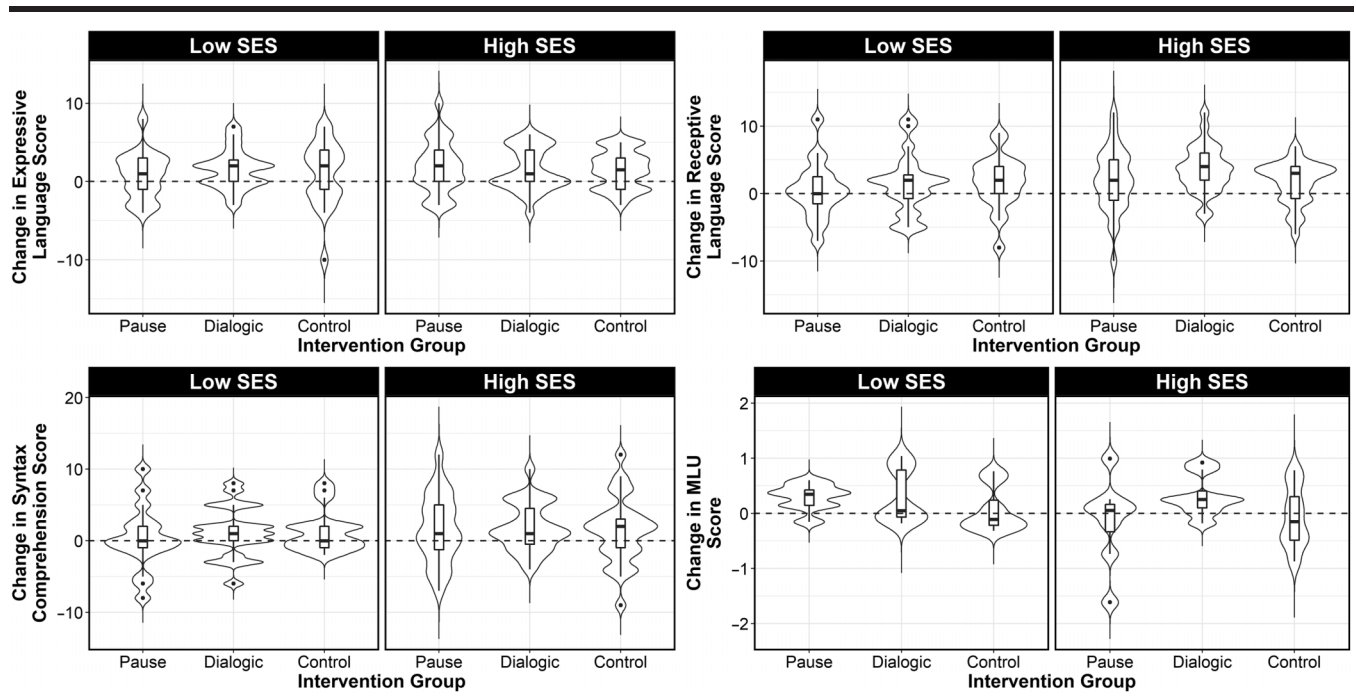 Low SES High SES
Change in Expressive
Language Score
10
0
−10
Pause Dialogic Control Pause Dialogic Control
Intervention Group
Low SES High SES
Change in Receptive
Language Score
10
0
−10
Pause Dialogic Control Pause Dialogic Control
Intervention Group
Low SES High SES
Change in Syntax
Comprehension Score
20
10
0
−10
Pause Dialogic Control Pause Dialogic Control
Intervention Group
Low SES High SES
Change in MLU
Score
2
1
0
−1
−2
Pause Dialogic Control Pause Dialogic Control
Intervention Group